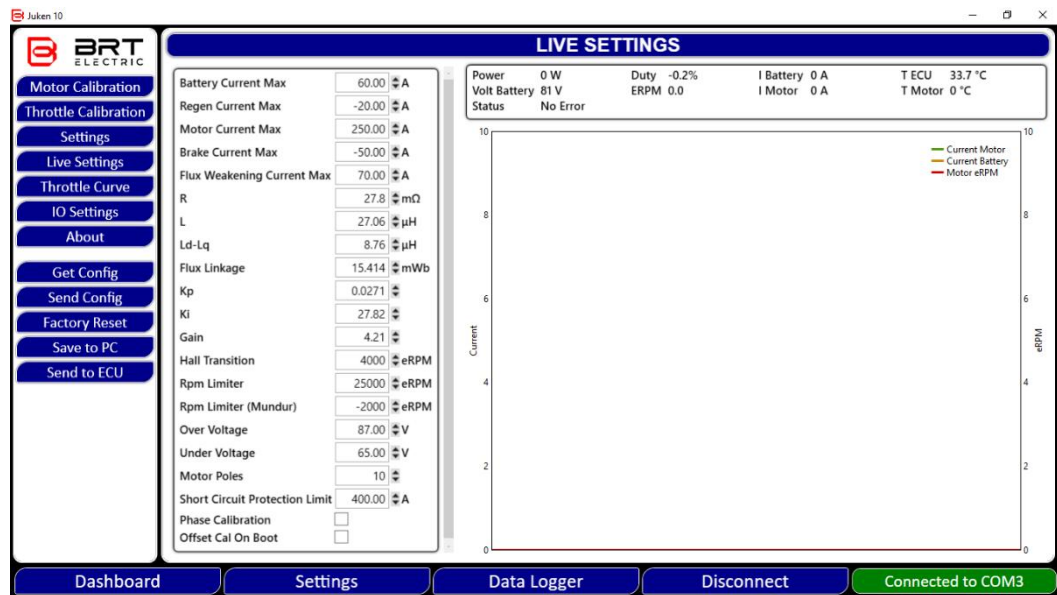 Juken 10
BRT
ELECTRIC
LIVE SETTINGS
Motor Calibration
Throttle Calibration
Settings
Live Settings
Throttle Curve
IO Settings
About
Get Config
Send Config
Factory Reset
Save to PC
Send to ECU
Battery Current Max 60.00 A
Regen Current Max -20.00 A
Motor Current Max 250.00 A
Brake Current Max -50.00 A
Flux Weakening Current Max 70.00 A
R 27.8 mΩ
L 27.06 µH
Ld-Lq 8.76 µH
Flux Linkage 15.414 mWb
Kp 0.0271
Ki 27.82
Gain 4.21
Hall Transition 4000 eRPM
Rpm Limiter 25000 eRPM
Rpm Limiter (Mundur) -2000 eRPM
Over Voltage 87.00 V
Under Voltage 65.00 V
Motor Poles 10
Short Circuit Protection Limit 400.00 A
Phase Calibration
Offset Cal On Boot
Power 0 W Duty -0.2% I Battery 0 A T ECU 33.7 °C
Volt Battery 81 V ERPM 0.0 I Motor 0 A T Motor 0 °C
Status No Error
10 10
Current Motor
Current Battery
Motor eRPM
8 8
6 6
Current eRPM
4 4
2 2
0 0
Dashboard Settings Data Logger Disconnect Connected to COM3